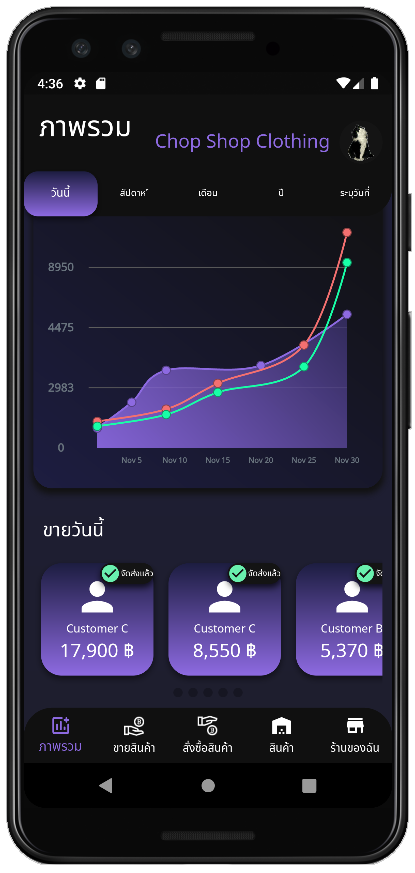 4:36
ภาพรวม
Chop Shop Clothing
วันนี้
สัปดาห์
เดือน
ปี
ระบุวันที่
8950
4475
2983
0
Nov 5
Nov 10
Nov 15
Nov 20
Nov 25
Nov 30
ขายวันนี้
จัดส่งแล้ว
จัดส่งแล้ว
Customer C
Customer C
Customer B
17,900 ฿
8,550 ฿
5,370 ฿
ภาพรวม
ขายสินค้า
สั่งซื้อสินค้า
สินค้า
ร้านของฉัน